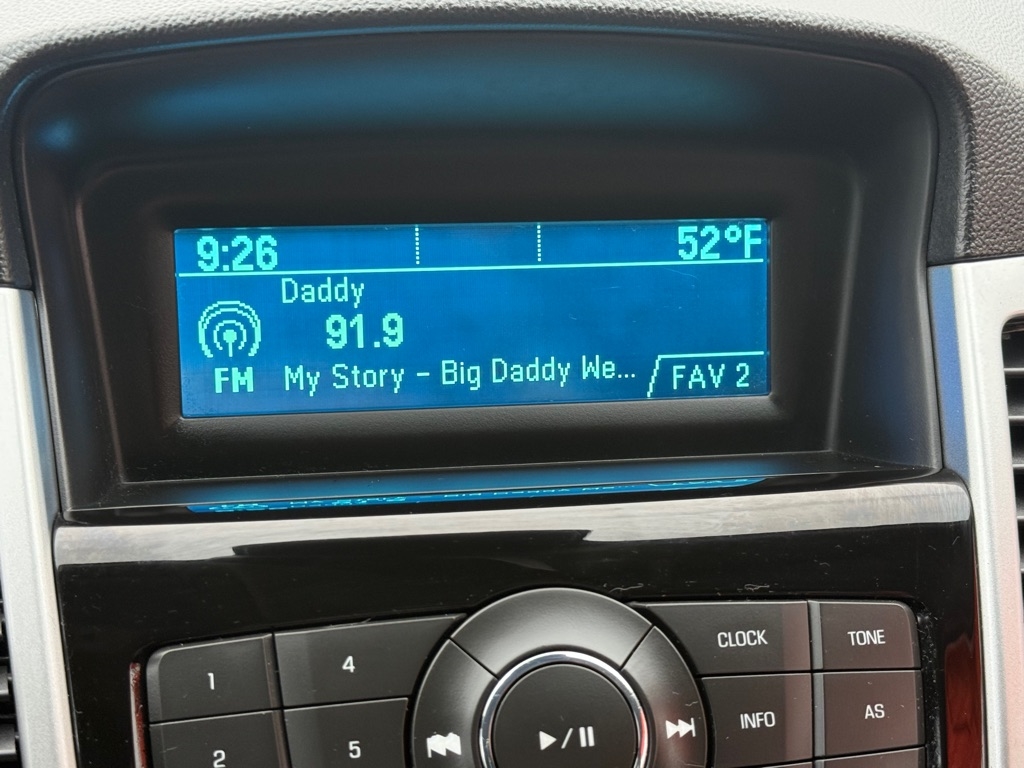 9:26 52°F
Daddy
91.9
FM My Story - Big Daddy We... FAV 2
1 4 CLOCK TONE
2 5 INFO AS